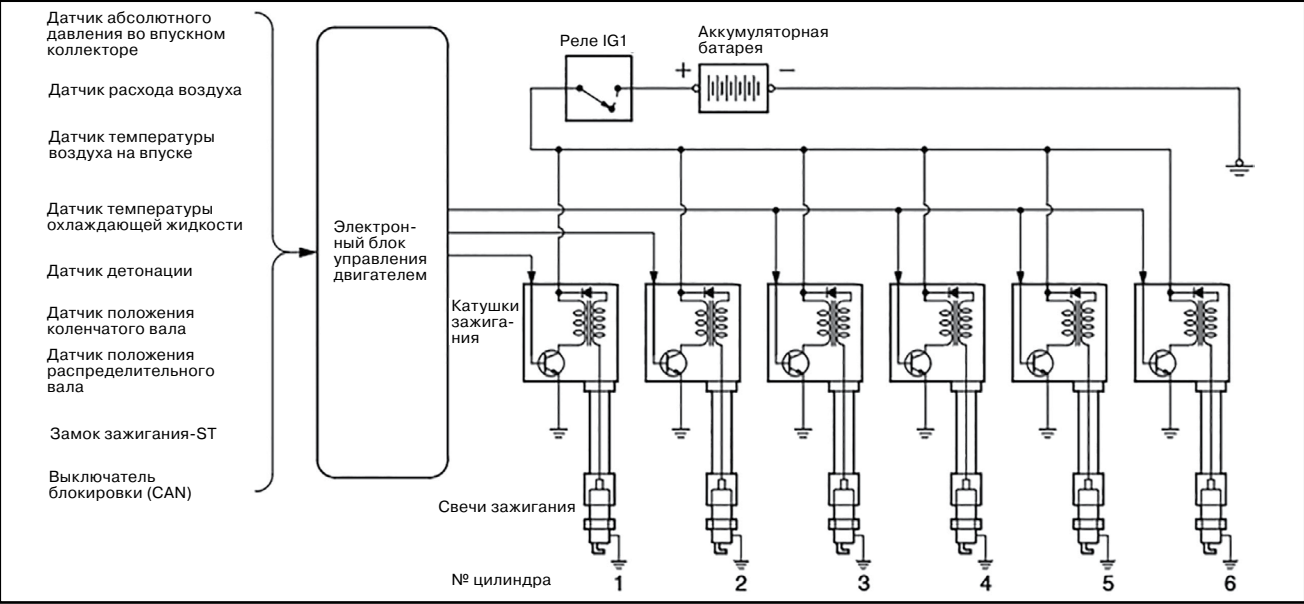 Датчик абсолютного
давления во впускном
коллекторе
Датчик расхода воздуха
Датчик температуры
воздуха на впуске
Датчик температуры
охлаждающей жидкости
Датчик детонации
Датчик положения
коленчатого вала
Датчик положения
распределительного
вала
Замок зажигания-ST
Выключатель
блокировки (CAN)
Электрон-
ный блок
управления
двигателем
Реле IG1
Аккумуляторная
батарея
+ −
Катушки
зажига-
ния
Свечи зажигания
№ цилиндра 1 2 3 4 5 6